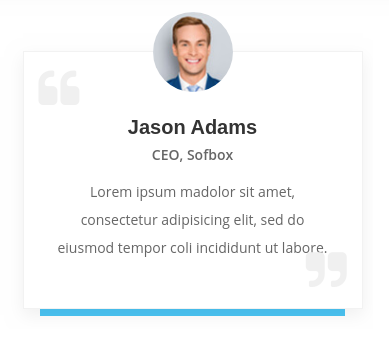 Jason Adams
CEO, Sofbox
Lorem ipsum madolor sit amet,
consectetur adipisicing elit, sed do
eiusmod tempor coli incididunt ut labore.